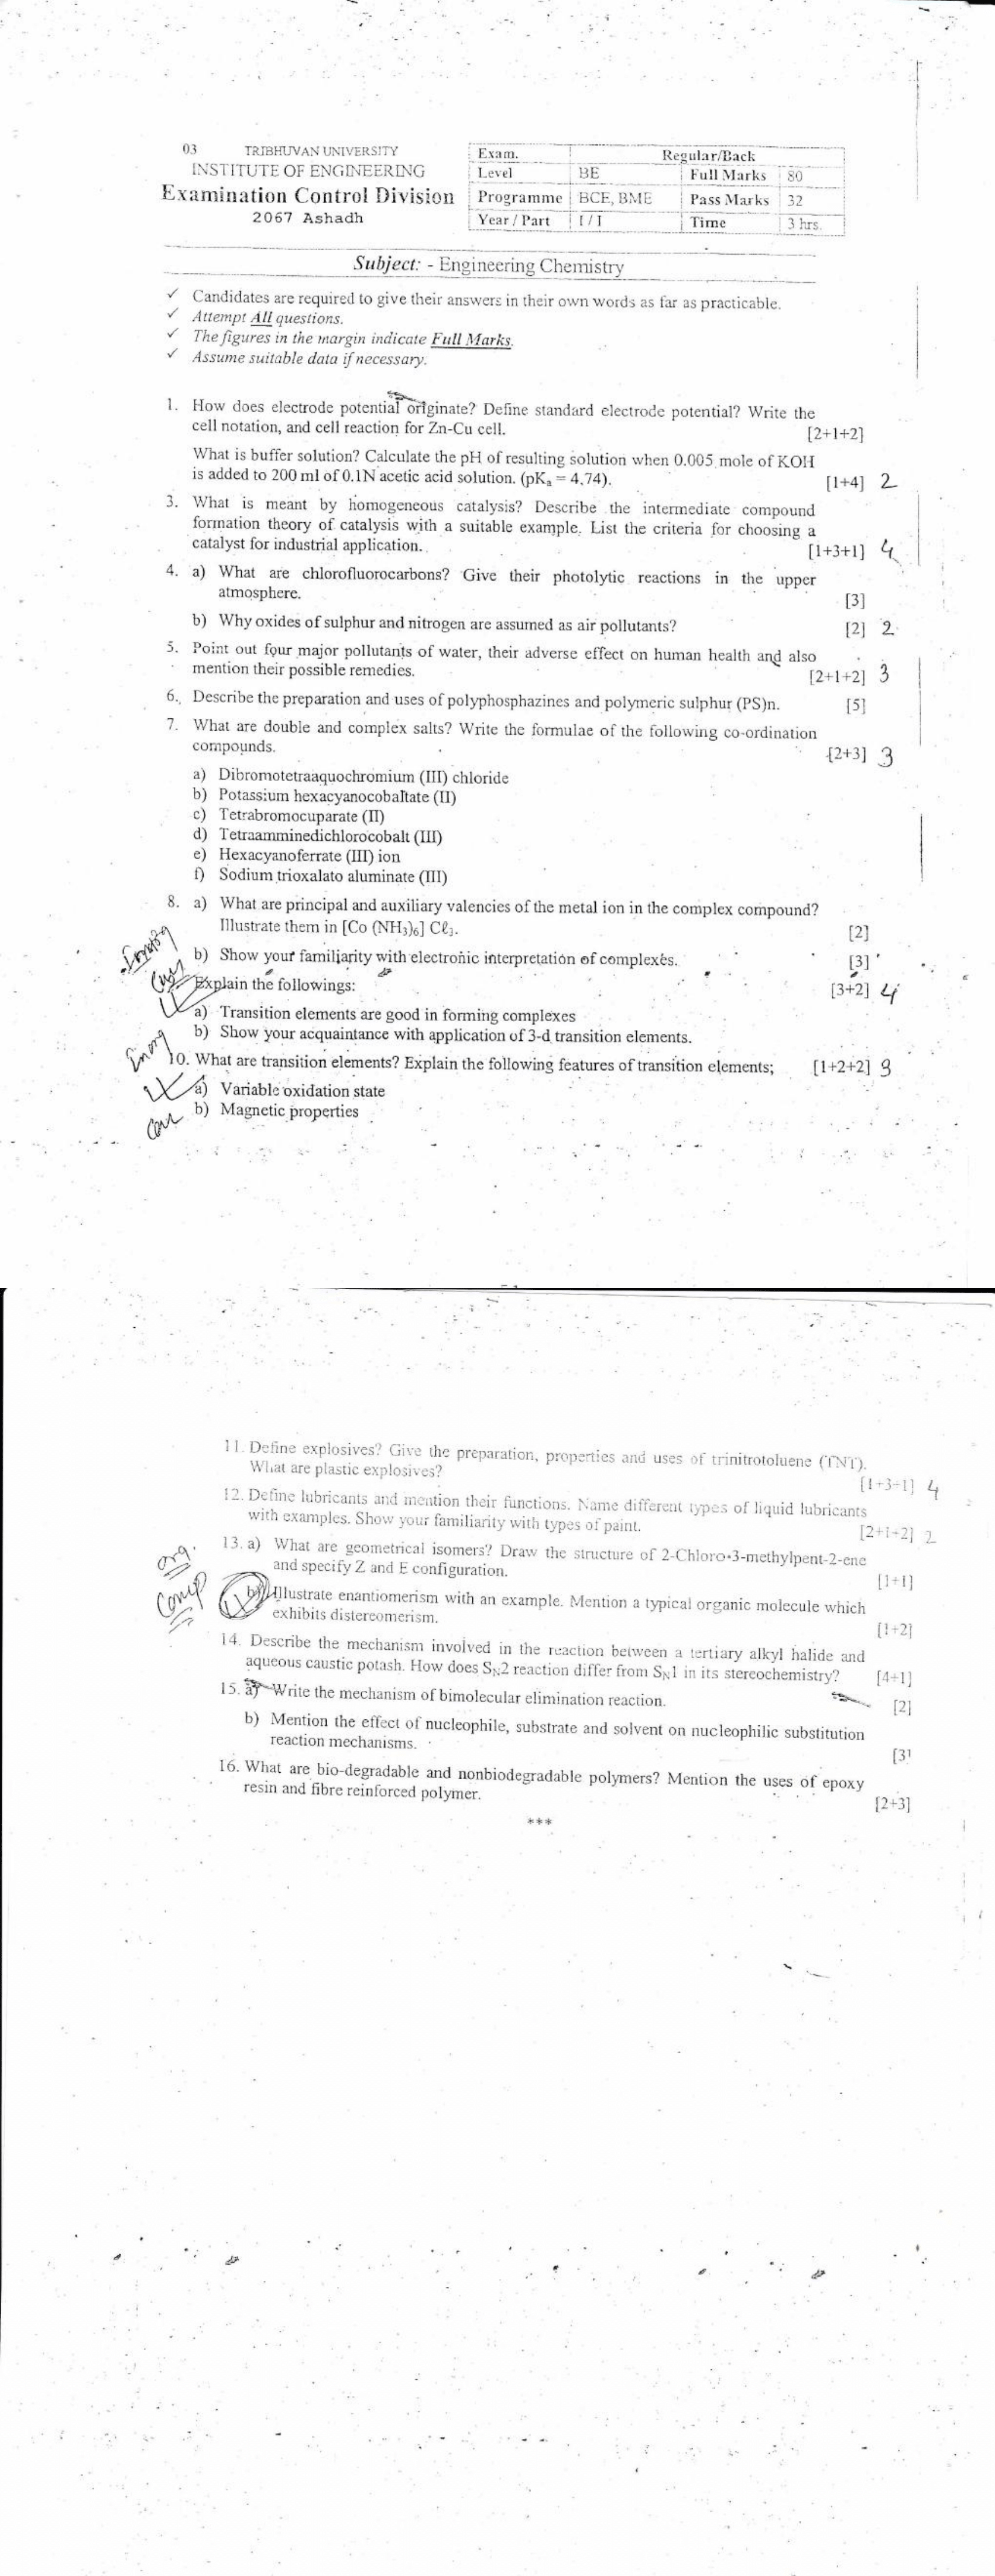 03 TRIBHUVAN UNIVERSITY
INSTITUTE OF ENGINEERING
Examination Control Division
2067 Ashadh
Exam. Regular/Back
Level BE Full Marks 80
Programme BCE, BME Pass Marks 32
Year / Part I / I Time 3 hrs.
Subject: - Engineering Chemistry
✓ Candidates are required to give their answers in their own words as far as practicable.
✓ Attempt All questions.
✓ The figures in the margin indicate Full Marks.
✓ Assume suitable data if necessary.
1. How does electrode potential originate? Define standard electrode potential? Write the
cell notation, and cell reaction for Zn-Cu cell. [2+1+2]
What is buffer solution? Calculate the pH of resulting solution when 0.005 mole of KOH
is added to 200 ml of 0.1N acetic acid solution. (pKₐ = 4.74). [1+4] 2
3. What is meant by homogeneous catalysis? Describe the intermediate compound
formation theory of catalysis with a suitable example. List the criteria for choosing a
catalyst for industrial application. [1+3+1] 4
4. a) What are chlorofluorocarbons? Give their photolytic reactions in the upper
atmosphere. [3]
b) Why oxides of sulphur and nitrogen are assumed as air pollutants? [2] 2
5. Point out four major pollutants of water, their adverse effect on human health and also
mention their possible remedies. [2+1+2] 3
6. Describe the preparation and uses of polyphosphazines and polymeric sulphur (PS)n. [5]
7. What are double and complex salts? Write the formulae of the following co-ordination
compounds. [2+3] 3
a) Dibromotetraaquochromium (III) chloride
b) Potassium hexacyanocobaltate (II)
c) Tetrabromocuparate (II)
d) Tetraamminedichlorocobalt (III)
e) Hexacyanoferrate (III) ion
f) Sodium trioxalato aluminate (III)
8. a) What are principal and auxiliary valencies of the metal ion in the complex compound?
Illustrate them in [Co (NH₃)₆] Cℓ₃. [2]
b) Show your familiarity with electronic interpretation of complexes. [3]
Explain the followings: [3+2] 4
a) Transition elements are good in forming complexes
b) Show your acquaintance with application of 3-d transition elements.
Inorg
10. What are transition elements? Explain the following features of transition elements; [1+2+2] 3
a) Variable oxidation state
b) Magnetic properties
11. Define explosives? Give the preparation, properties and uses of trinitrotoluene (TNT).
What are plastic explosives? [1+3+1] 4
12. Define lubricants and mention their functions. Name different types of liquid lubricants
with examples. Show your familiarity with types of paint. [2+1+2] 2
13. a) What are geometrical isomers? Draw the structure of 2-Chloro-3-methylpent-2-ene
and specify Z and E configuration. [1+1]
org.
Comp
b) Illustrate enantiomerism with an example. Mention a typical organic molecule which
exhibits distereomerism. [1+2]
14. Describe the mechanism involved in the reaction between a tertiary alkyl halide and
aqueous caustic potash. How does S<sub>N</sub>2 reaction differ from S<sub>N</sub>1 in its stereochemistry? [4+1]
15. a) Write the mechanism of bimolecular elimination reaction. [2]
b) Mention the effect of nucleophile, substrate and solvent on nucleophilic substitution
reaction mechanisms. [3]
16. What are bio-degradable and nonbiodegradable polymers? Mention the uses of epoxy
resin and fibre reinforced polymer. [2+3]
***